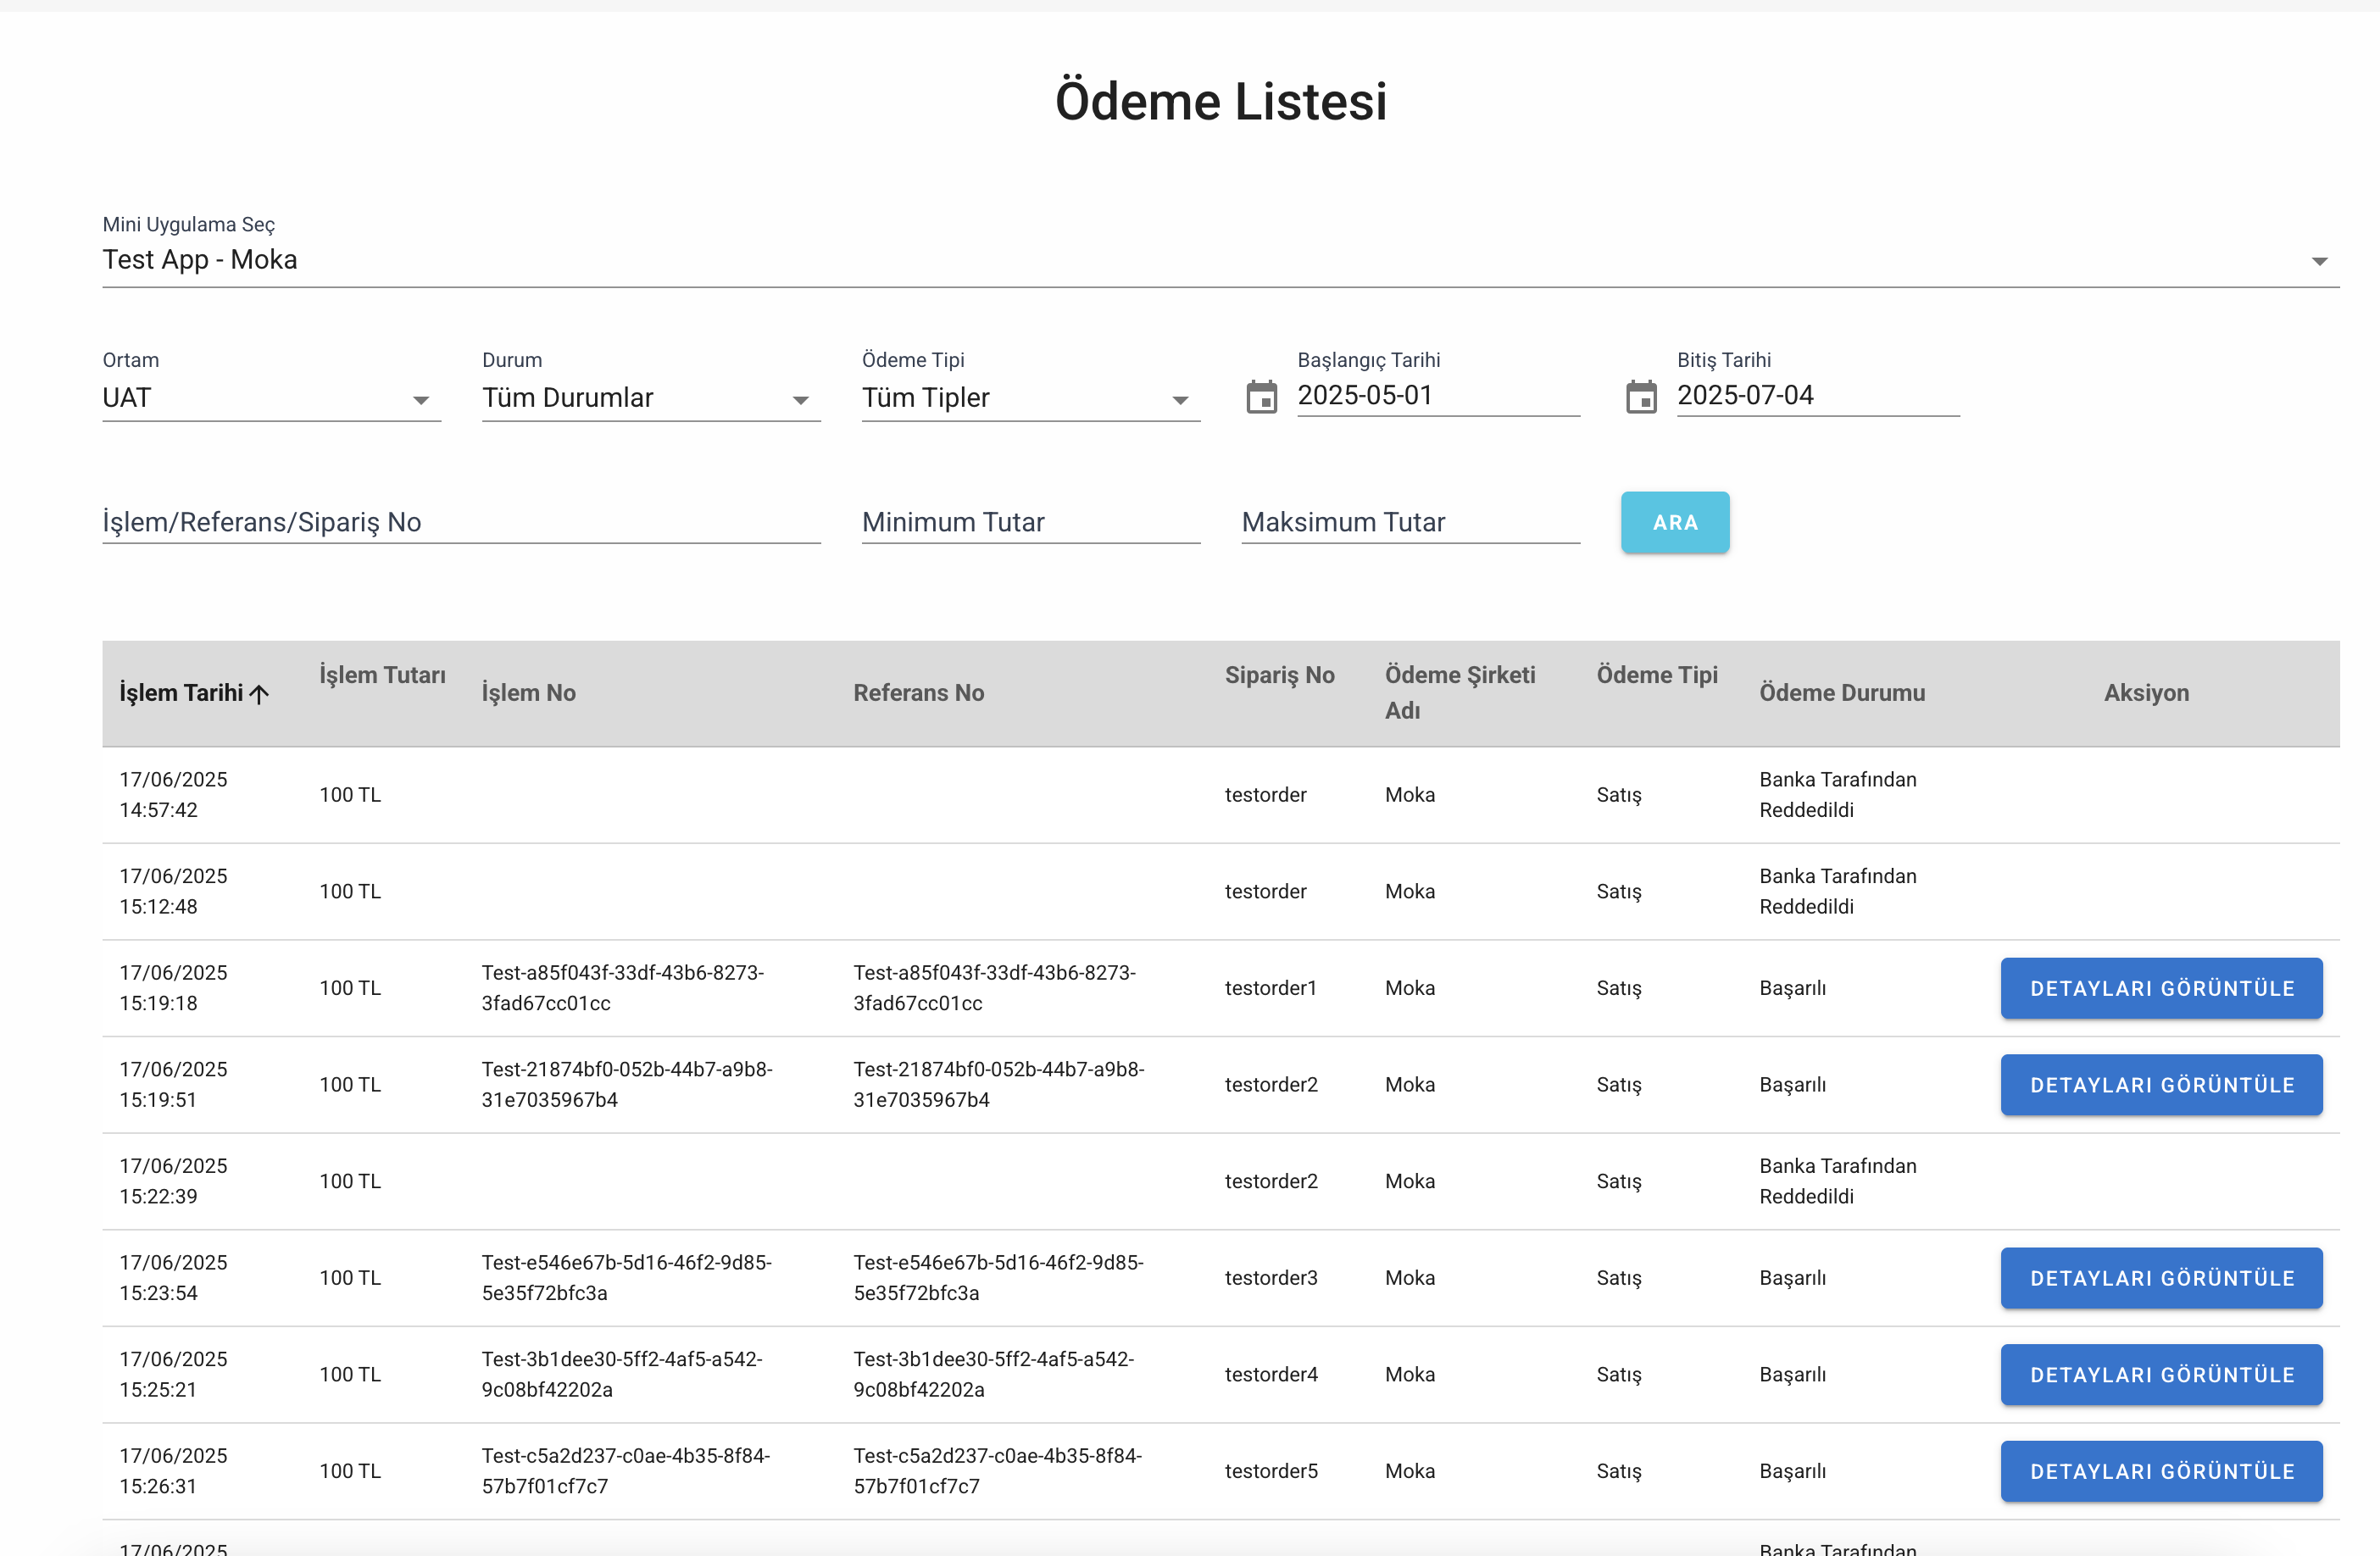 Ödeme Listesi
Mini Uygulama Seç
Test App - Moka
Ortam Durum Ödeme Tipi Başlangıç Tarihi Bitiş Tarihi
UAT Tüm Durumlar Tüm Tipler 2025-05-01 2025-07-04
İşlem/Referans/Sipariş No Minimum Tutar Maksimum Tutar ARA
İşlem Tarihi İşlem Tutarı İşlem No Referans No Sipariş No Ödeme Şirketi Adı Ödeme Tipi Ödeme Durumu Aksiyon
17/06/2025 Banka Tarafından
14:57:42 100 TL testorder Moka Satış Reddedildi
17/06/2025 Banka Tarafından
15:12:48 100 TL testorder Moka Satış Reddedildi
17/06/2025 Test-a85f043f-33df-43b6-8273- Test-a85f043f-33df-43b6-8273-
15:19:18 100 TL 3fad67cc01cc 3fad67cc01cc testorder1 Moka Satış Başarılı DETAYLARI GÖRÜNTÜLE
17/06/2025 Test-21874bf0-052b-44b7-a9b8- Test-21874bf0-052b-44b7-a9b8-
15:19:51 100 TL 31e7035967b4 31e7035967b4 testorder2 Moka Satış Başarılı DETAYLARI GÖRÜNTÜLE
17/06/2025 Banka Tarafından
15:22:39 100 TL testorder2 Moka Satış Reddedildi
17/06/2025 Test-e546e67b-5d16-46f2-9d85- Test-e546e67b-5d16-46f2-9d85-
15:23:54 100 TL 5e35f72bfc3a 5e35f72bfc3a testorder3 Moka Satış Başarılı DETAYLARI GÖRÜNTÜLE
17/06/2025 Test-3b1dee30-5ff2-4af5-a542- Test-3b1dee30-5ff2-4af5-a542-
15:25:21 100 TL 9c08bf42202a 9c08bf42202a testorder4 Moka Satış Başarılı DETAYLARI GÖRÜNTÜLE
17/06/2025 Test-c5a2d237-c0ae-4b35-8f84- Test-c5a2d237-c0ae-4b35-8f84-
15:26:31 100 TL 57b7f01cf7c7 57b7f01cf7c7 testorder5 Moka Satış Başarılı DETAYLARI GÖRÜNTÜLE
17/06/2025 Banka Tarafından